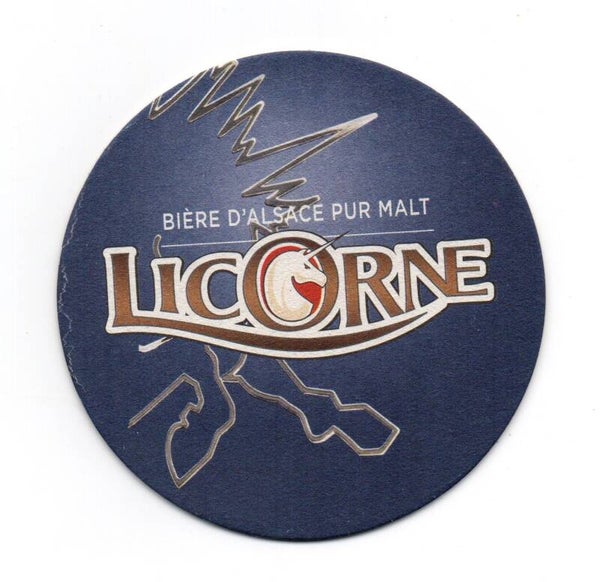 BIÈRE D'ALSACE PUR MALT
LICORNE